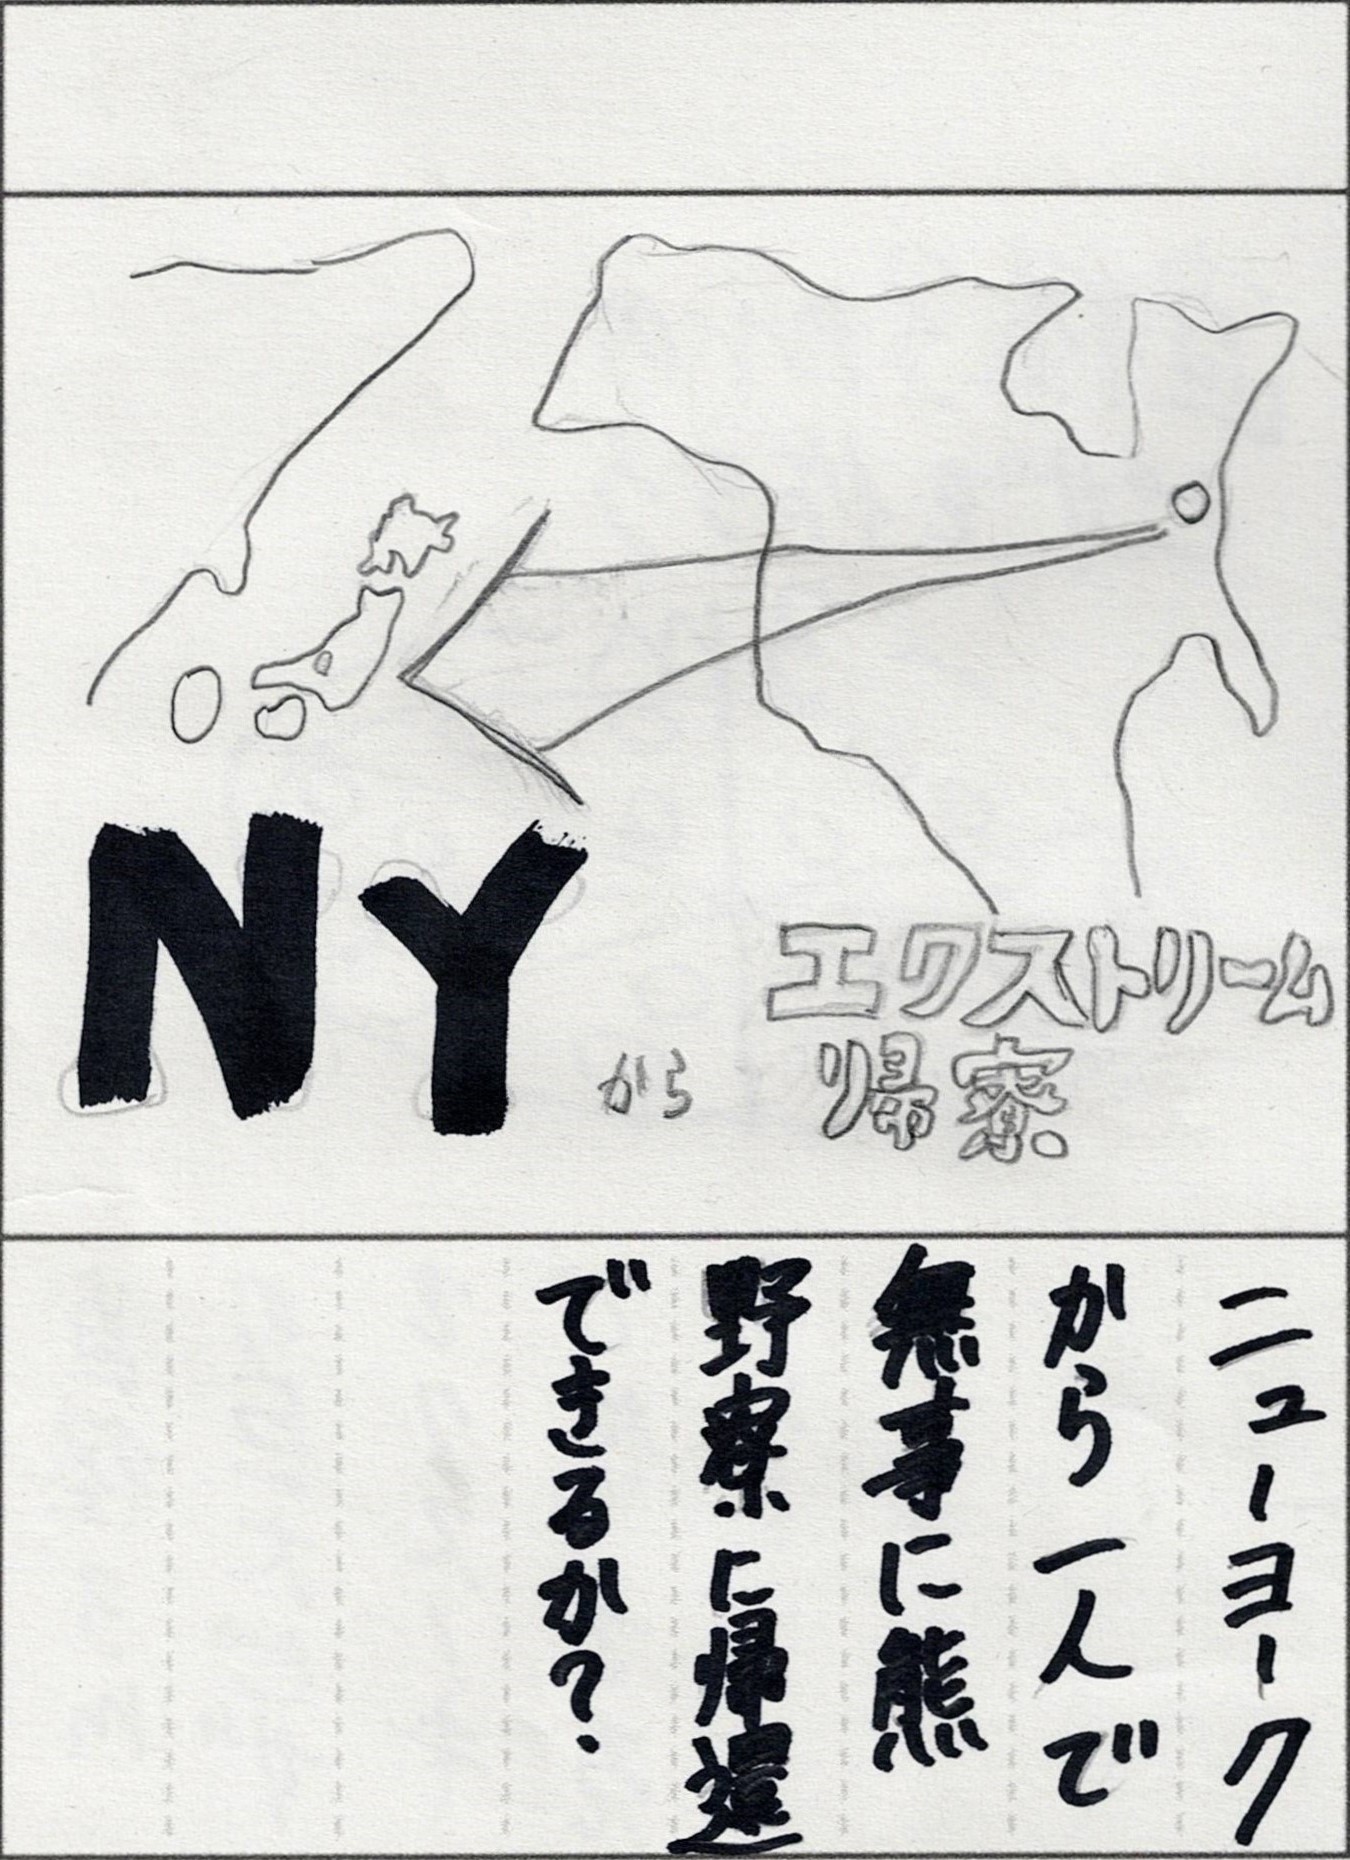 NY から エクストリーム
帰寮
ニューヨーク
から一人で
無事に熊
野寮に帰還
できるか?